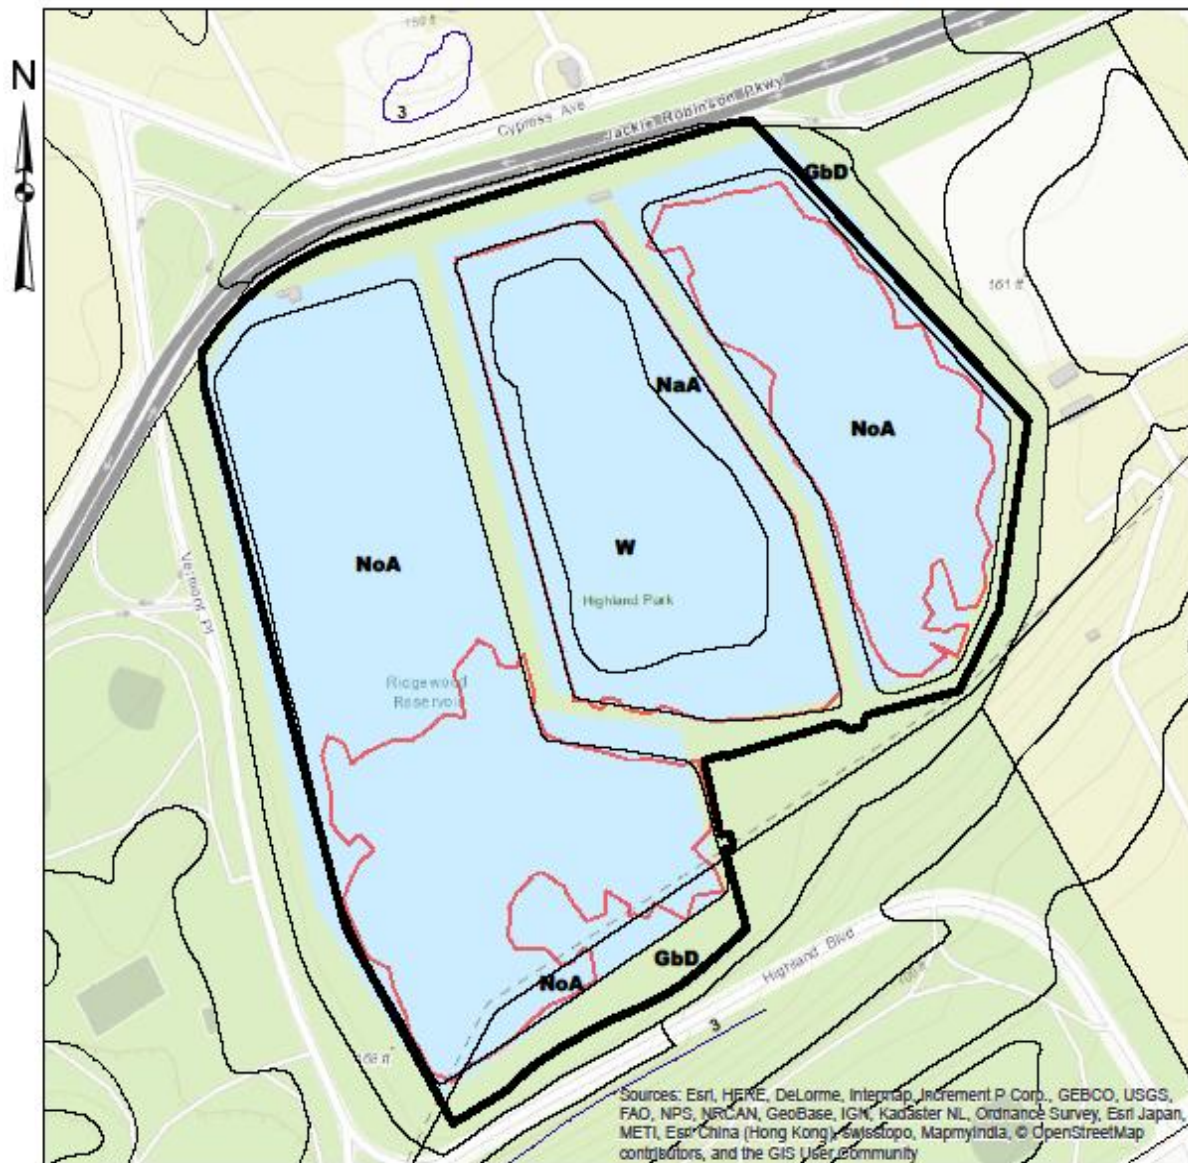 159 ft
N
3
Cypress Ave
Jackie Robinson Pkwy
GbD
161 ft
NaA
NoA
W
NoA
Highland Park
Vermont Pl
Ridgewood
Reservoir
GbD
Highland Blvd
NoA
3
168 ft
Sources: Esri, HERE, DeLorme, Intermap, Increment P Corp., GEBCO, USGS,
FAO, NPS, NRCAN, GeoBase, IGN, Kadaster NL, Ordnance Survey, Esri Japan,
METI, Esri China (Hong Kong), swisstopo, MapmyIndia, © OpenStreetMap
contributors, and the GIS User Community